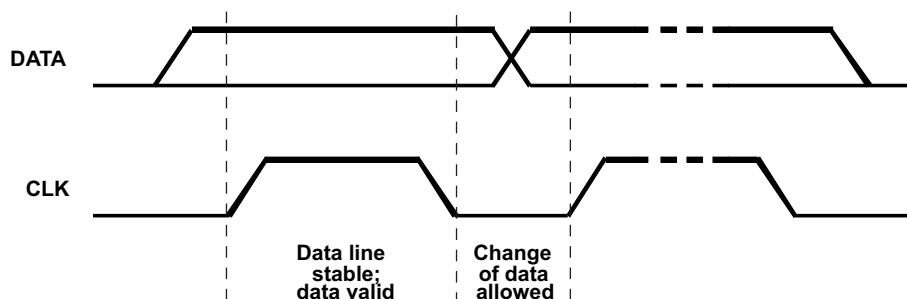 DATA
CLK
Data line
stable;
data valid
Change
of data
allowed